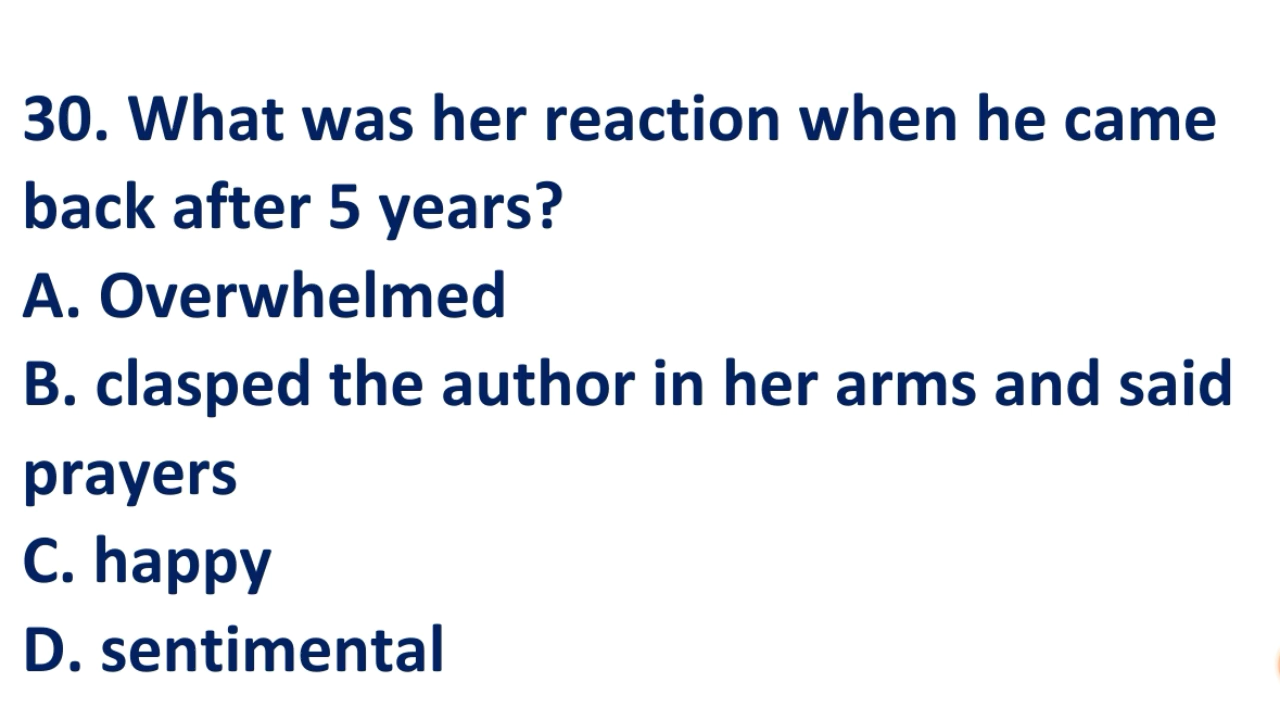 30. What was her reaction when he came
back after 5 years?
A. Overwhelmed
B. clasped the author in her arms and said
prayers
C. happy
D. sentimental